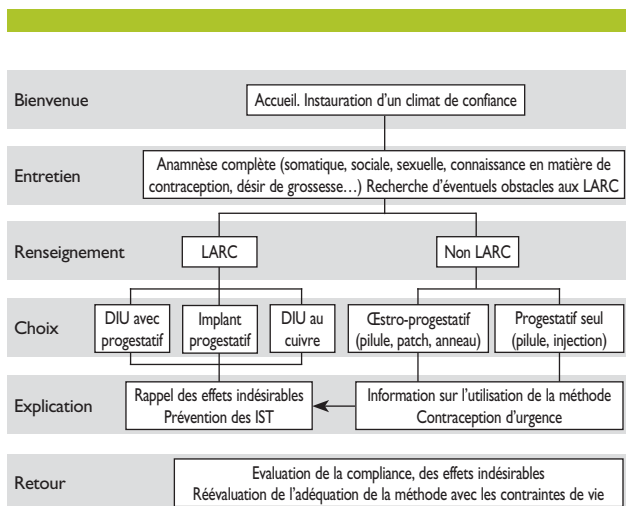 Bienvenue
Accueil. Instauration d'un climat de confiance
Entretien
Anamnèse complète (somatique, sociale, sexuelle, connaissance en matière de
contraception, désir de grossesse…) Recherche d'éventuels obstacles aux LARC
Renseignement
LARC
Non LARC
Choix
DIU avec
progestatif
Implant
progestatif
DIU au
cuivre
Œstro-progestatif
(pilule, patch, anneau)
Progestatif seul
(pilule, injection)
Explication
Rappel des effets indésirables
Prévention des IST
Information sur l'utilisation de la méthode
Contraception d'urgence
Retour
Evaluation de la compliance, des effets indésirables
Réévaluation de l'adéquation de la méthode avec les contraintes de vie